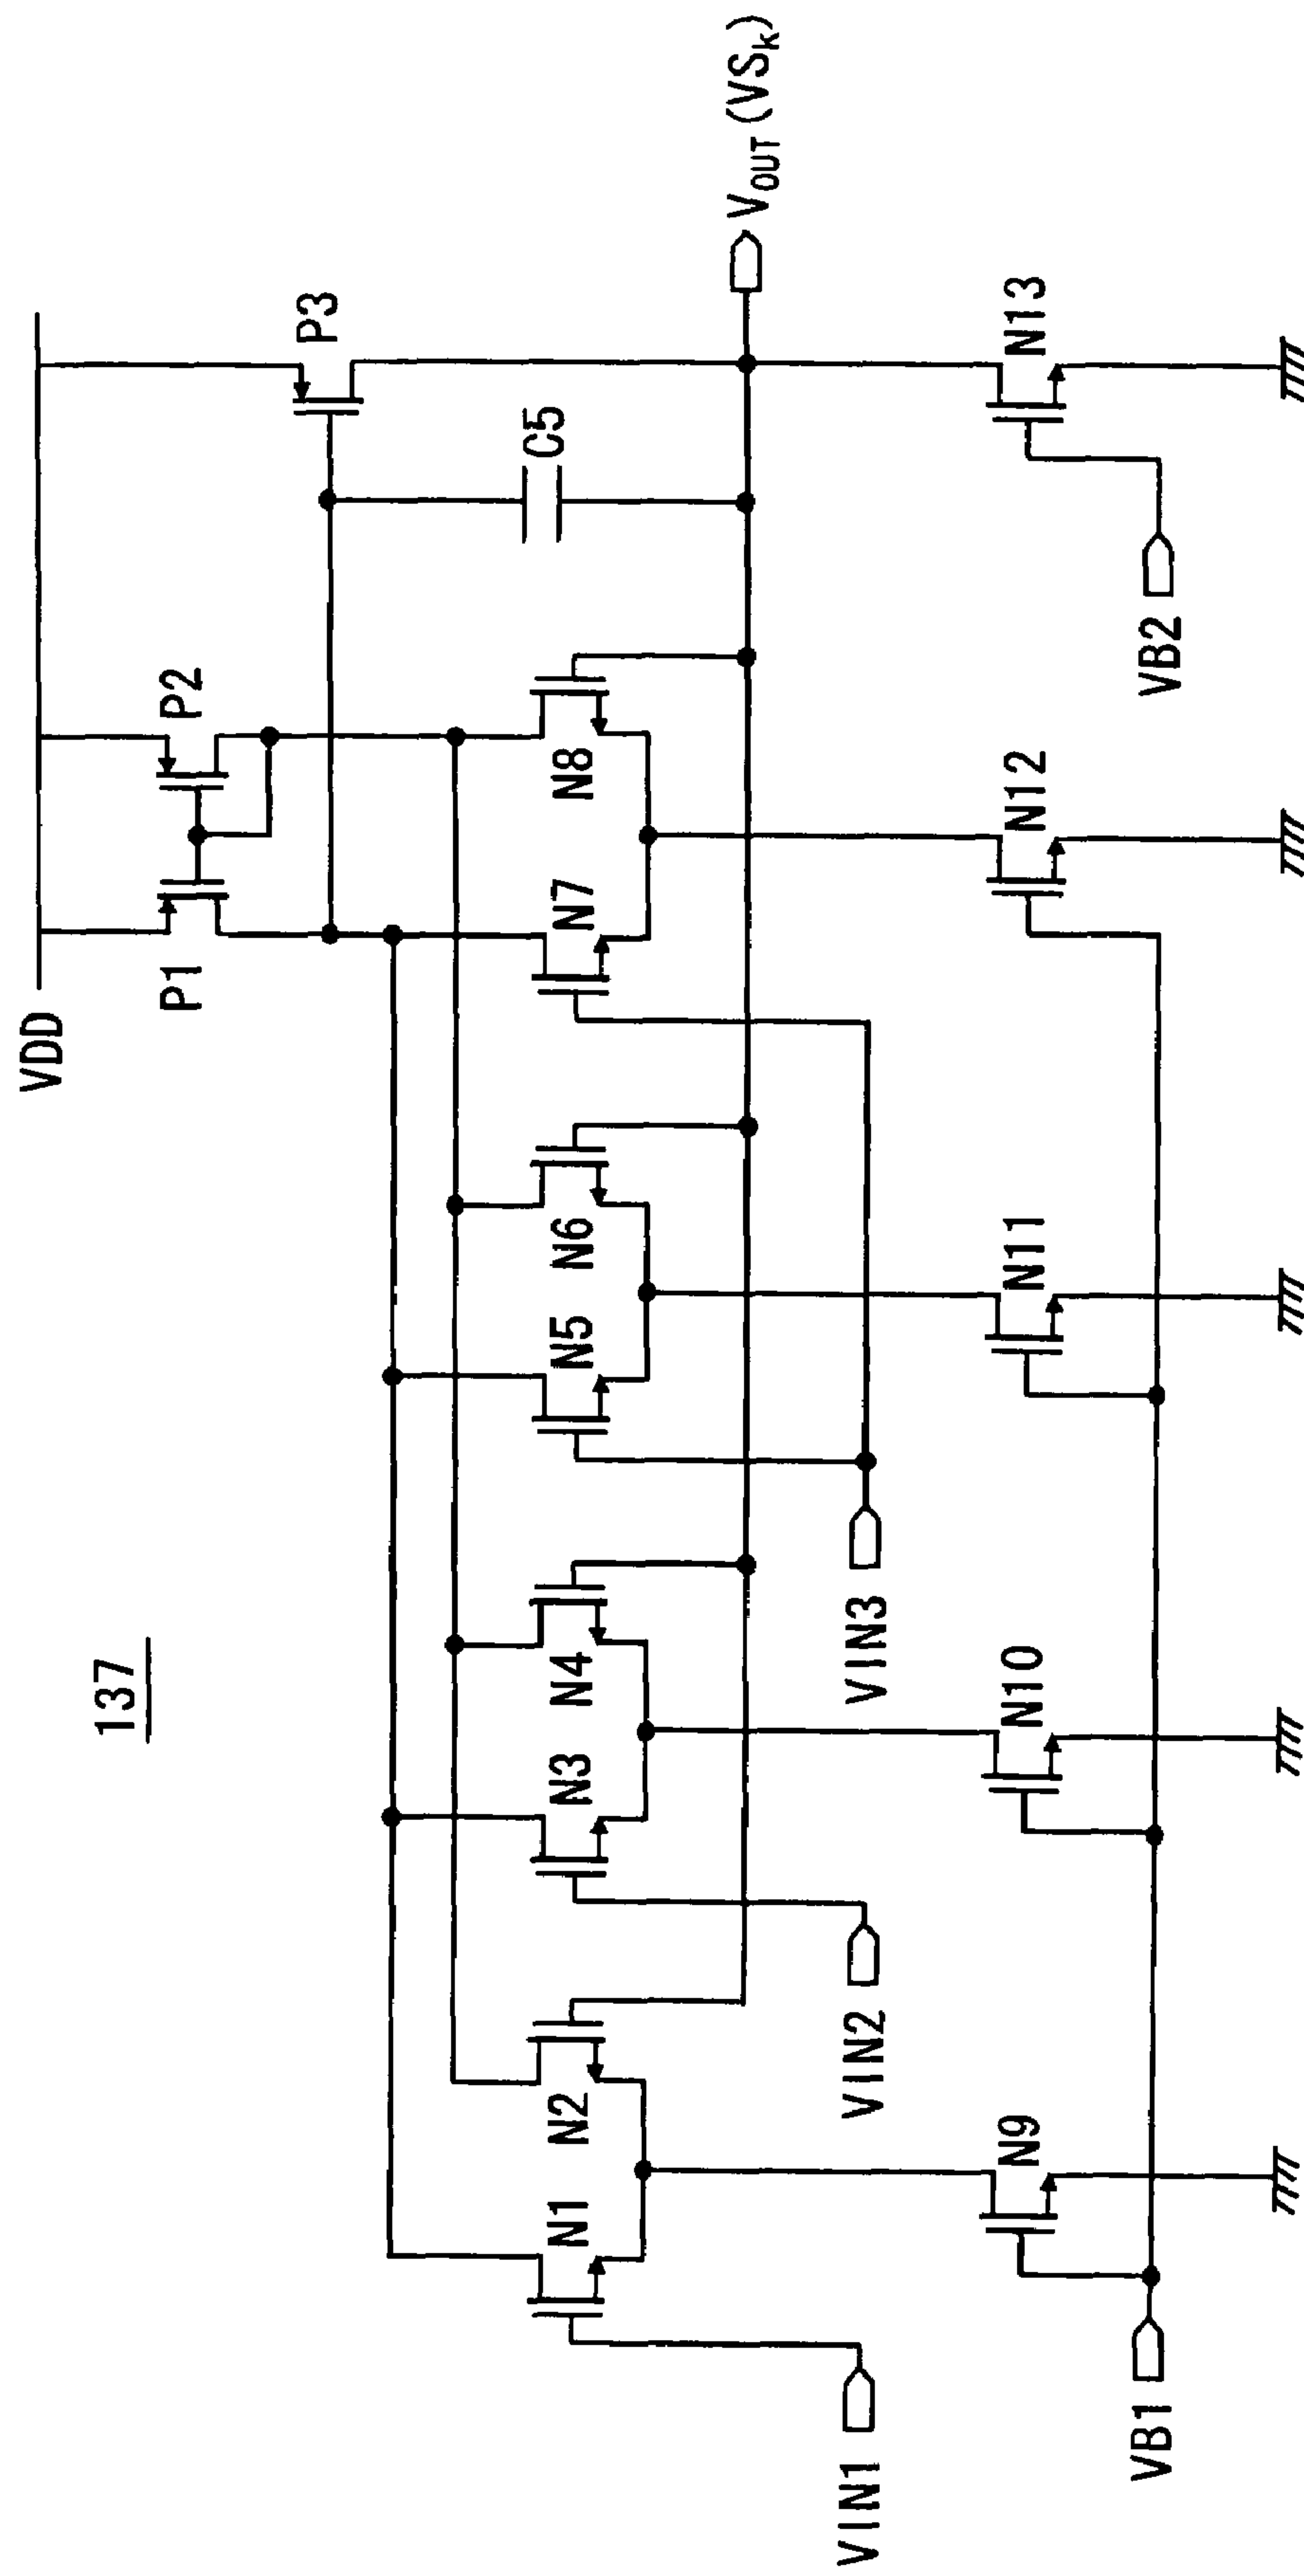 137
VDD
P1
P2
P3
C5
N1
N2
N3
N4
N5
N6
N7
N8
VOUT (VSk)
VIN1
VIN2
VIN3
N9
N10
N11
N12
N13
VB1
VB2